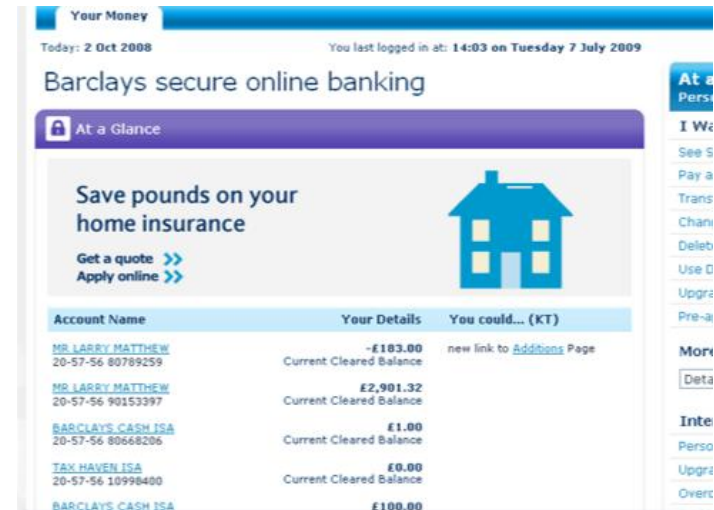 Your Money
Today: 2 Oct 2008 You last logged in at: 14:03 on Tuesday 7 July 2009
Barclays secure online banking
At a
Pers
At a Glance
I Wa
See S
Pay a
Trans
Chan
Delet
Use D
Upgra
Pre-a
Save pounds on your
home insurance
Get a quote >>
Apply online >>
Account Name Your Details You could... (KT)
MR LARRY MATTHEW -£183.00 new link to Additions Page
20-57-56 80789259 Current Cleared Balance
MR LARRY MATTHEW £2,901.32
20-57-56 90153397 Current Cleared Balance
BARCLAYS CASH ISA £1.00
20-57-56 80668206 Current Cleared Balance
TAX HAVEN ISA £0.00
20-57-56 10998400 Current Cleared Balance
BARCLAYS CASH ISA £100.00
More
Deta
Inte
Perso
Upgra
Overd